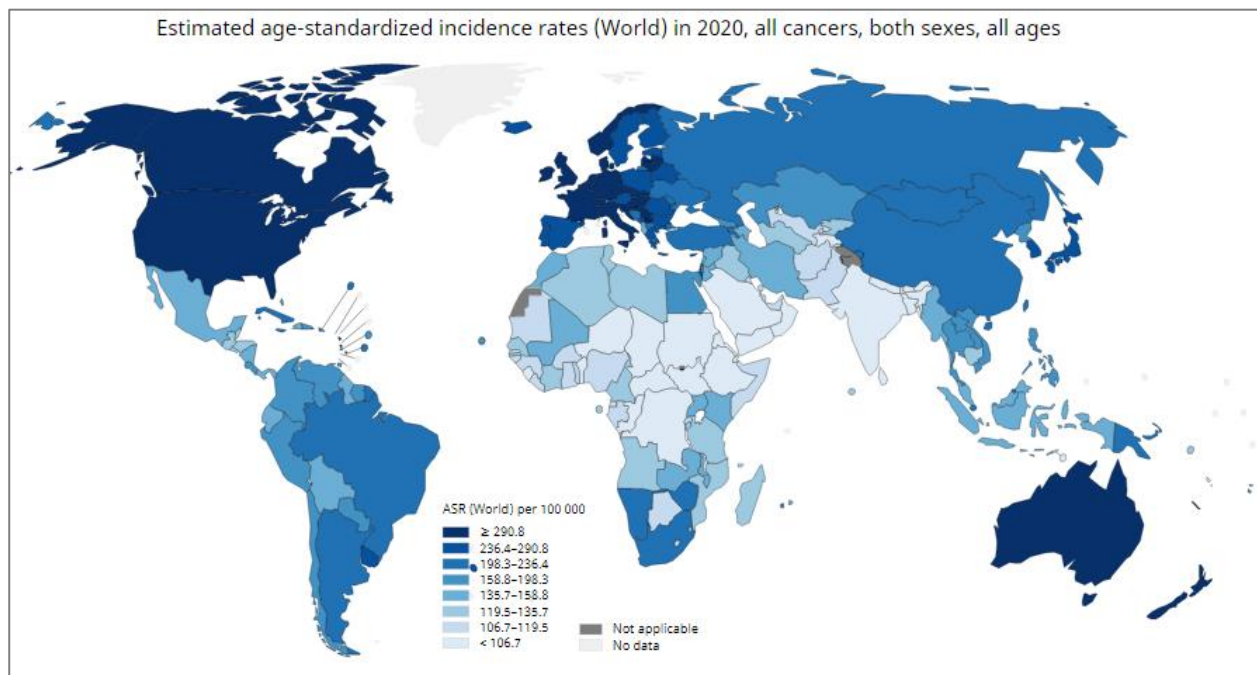 Estimated age-standardized incidence rates (World) in 2020, all cancers, both sexes, all ages
ASR (World) per 100 000
≥ 290.8
236.4–290.8
198.3–236.4
158.8–198.3
135.7–158.8
119.5–135.7
106.7–119.5
< 106.7
Not applicable
No data